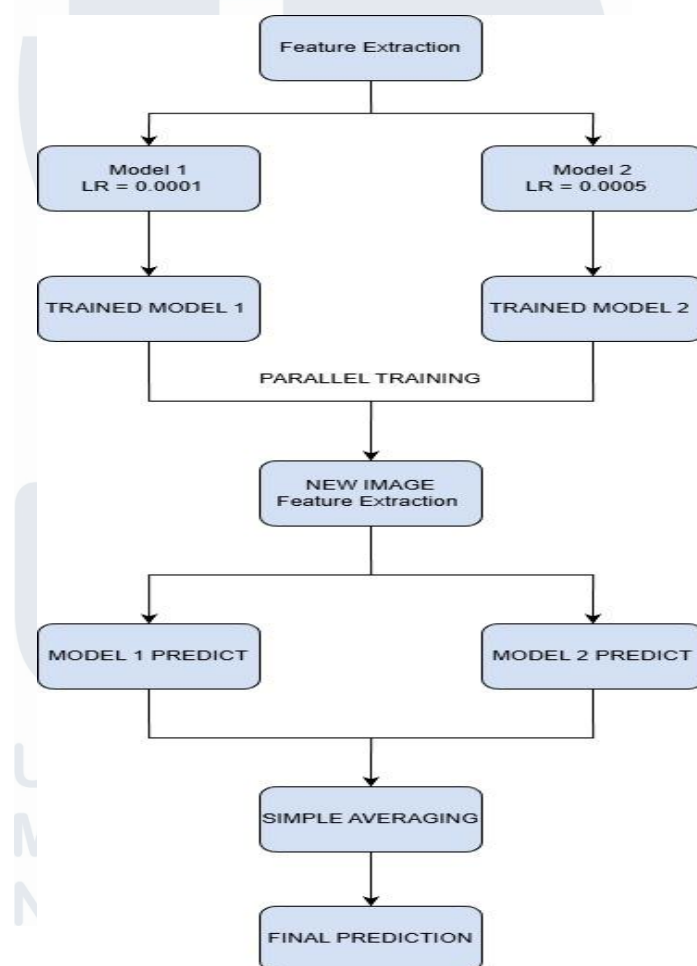 Feature Extraction
Model 1
LR = 0.0001
Model 2
LR = 0.0005
TRAINED MODEL 1
TRAINED MODEL 2
PARALLEL TRAINING
NEW IMAGE
Feature Extraction
MODEL 1 PREDICT
MODEL 2 PREDICT
SIMPLE AVERAGING
FINAL PREDICTION
U
M
N